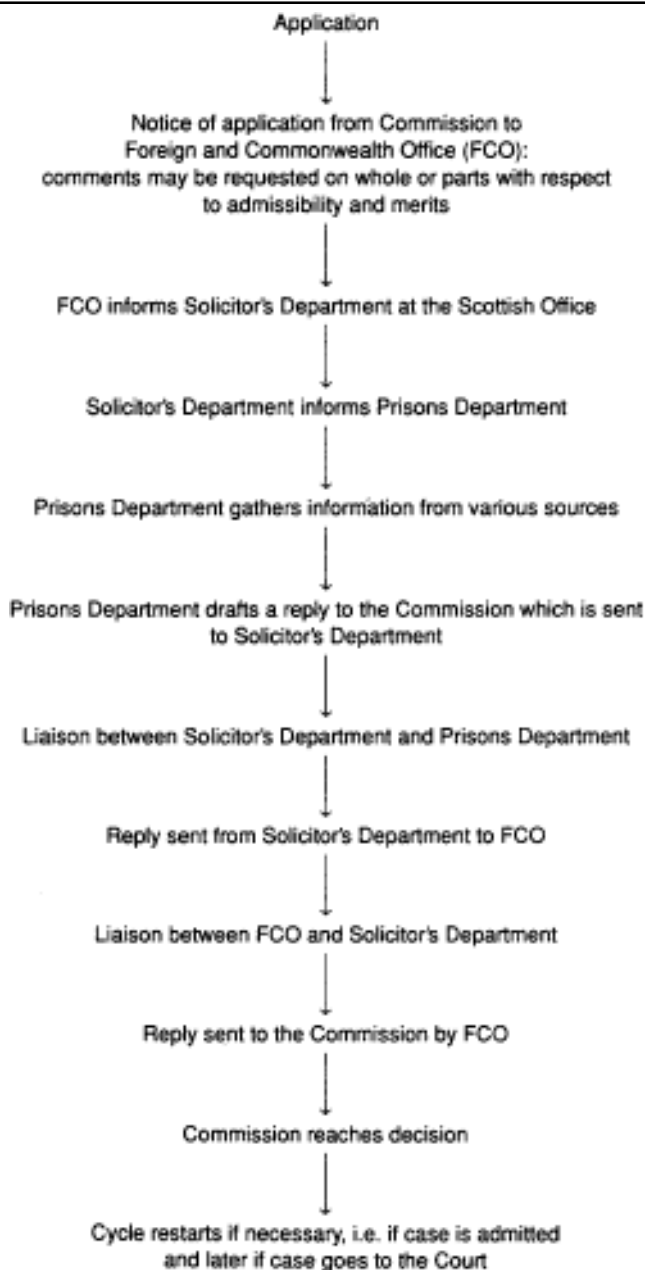 Application
Notice of application from Commission to
Foreign and Commonwealth Office (FCO):
comments may be requested on whole or parts with respect
to admissibility and merits
FCO informs Solicitor's Department at the Scottish Office
Solicitor's Department informs Prisons Department
Prisons Department gathers information from various sources
Prisons Department drafts a reply to the Commission which is sent
to Solicitor's Department
Liaison between Solicitor's Department and Prisons Department
Reply sent from Solicitor's Department to FCO
Liaison between FCO and Solicitor's Department
Reply sent to the Commission by FCO
Commission reaches decision
Cycle restarts if necessary, i.e. if case is admitted
and later if case goes to the Court